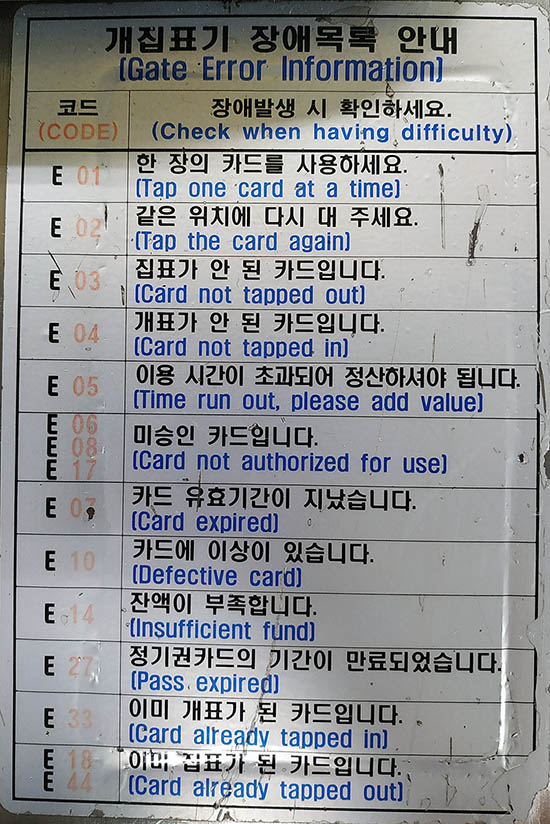 개집표기 장애목록 안내
(Gate Error Information)
코드 장애발생 시 확인하세요.
(CODE) (Check when having difficulty)
E 01 한 장의 카드를 사용하세요.
(Tap one card at a time)
E 02 같은 위치에 다시 대 주세요.
(Tap the card again)
E 03 집표가 안 된 카드입니다.
(Card not tapped out)
E 04 개표가 안 된 카드입니다.
(Card not tapped in)
E 05 이용 시간이 초과되어 정산하셔야 됩니다.
(Time run out, please add value)
E 06
E 08 미승인 카드입니다.
E 17 (Card not authorized for use)
E 07 카드 유효기간이 지났습니다.
(Card expired)
E 10 카드에 이상이 있습니다.
(Defective card)
E 14 잔액이 부족합니다.
(Insufficient fund)
E 27 정기권카드의 기간이 만료되었습니다.
(Pass expired)
E 33 이미 개표가 된 카드입니다.
(Card already tapped in)
E 18 이미 집표가 된 카드입니다.
E 44 (Card already tapped out)